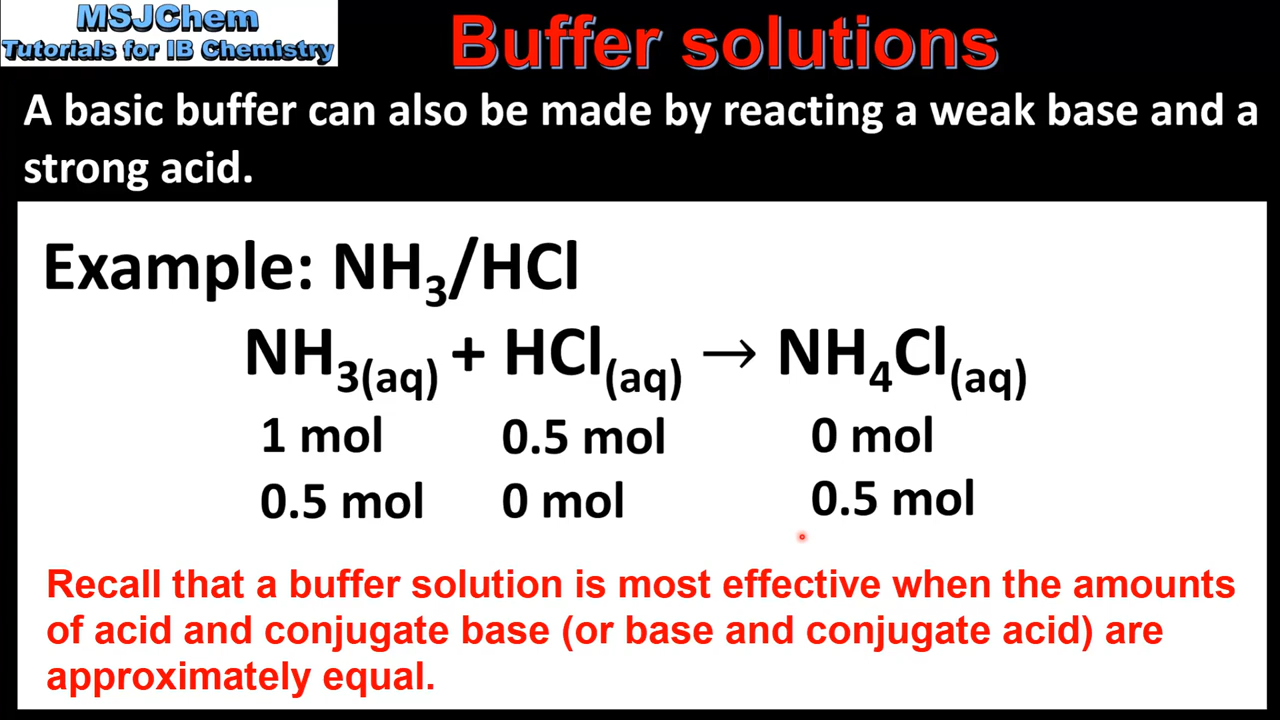 MSJChem
Tutorials for IB Chemistry
Buffer solutions
A basic buffer can also be made by reacting a weak base and a
strong acid.
Example: NH₃/HCl
NH₃(aq) + HCl(aq) → NH₄Cl(aq)
1 mol 0.5 mol 0 mol
0.5 mol 0 mol 0.5 mol
Recall that a buffer solution is most effective when the amounts
of acid and conjugate base (or base and conjugate acid) are
approximately equal.